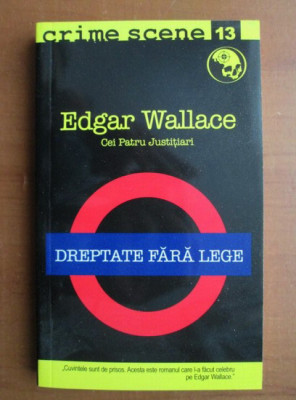 crime scene 13
Edgar Wallace
Cei Patru Justițiari
DREPTATE FĂRĂ LEGE
„Cuvintele sunt de prisos. Acesta este romanul care l-a făcut celebru
pe Edgar Wallace.”